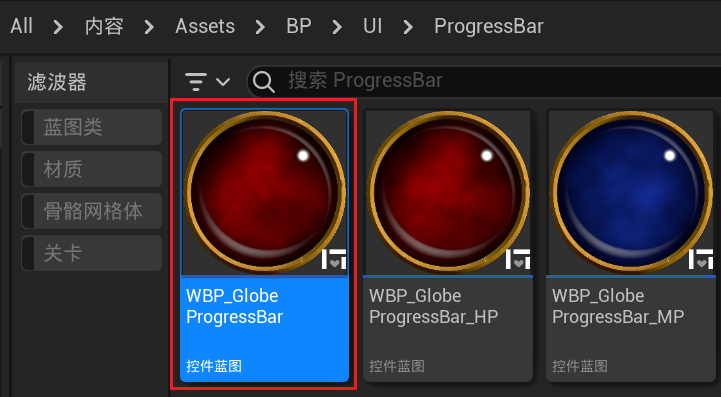 All > 内容 > Assets > BP > UI > ProgressBar
滤波器
搜索 ProgressBar
蓝图类
材质
骨骼网格体
关卡
WBP_Globe
ProgressBar
控件蓝图
WBP_Globe
ProgressBar_HP
控件蓝图
WBP_Globe
ProgressBar_MP
控件蓝图